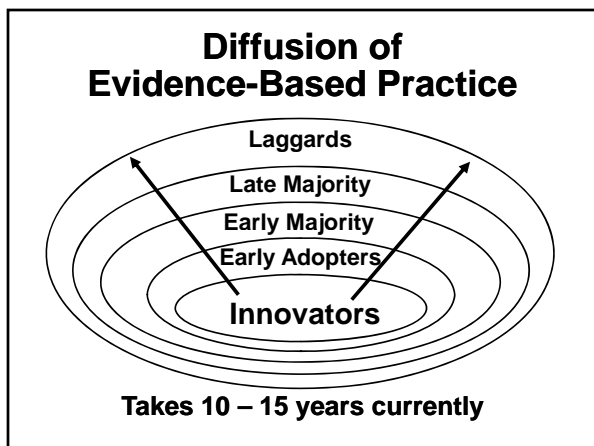 Diffusion of
Evidence-Based Practice
Laggards
Late Majority
Early Majority
Early Adopters
Innovators
Takes 10 – 15 years currently